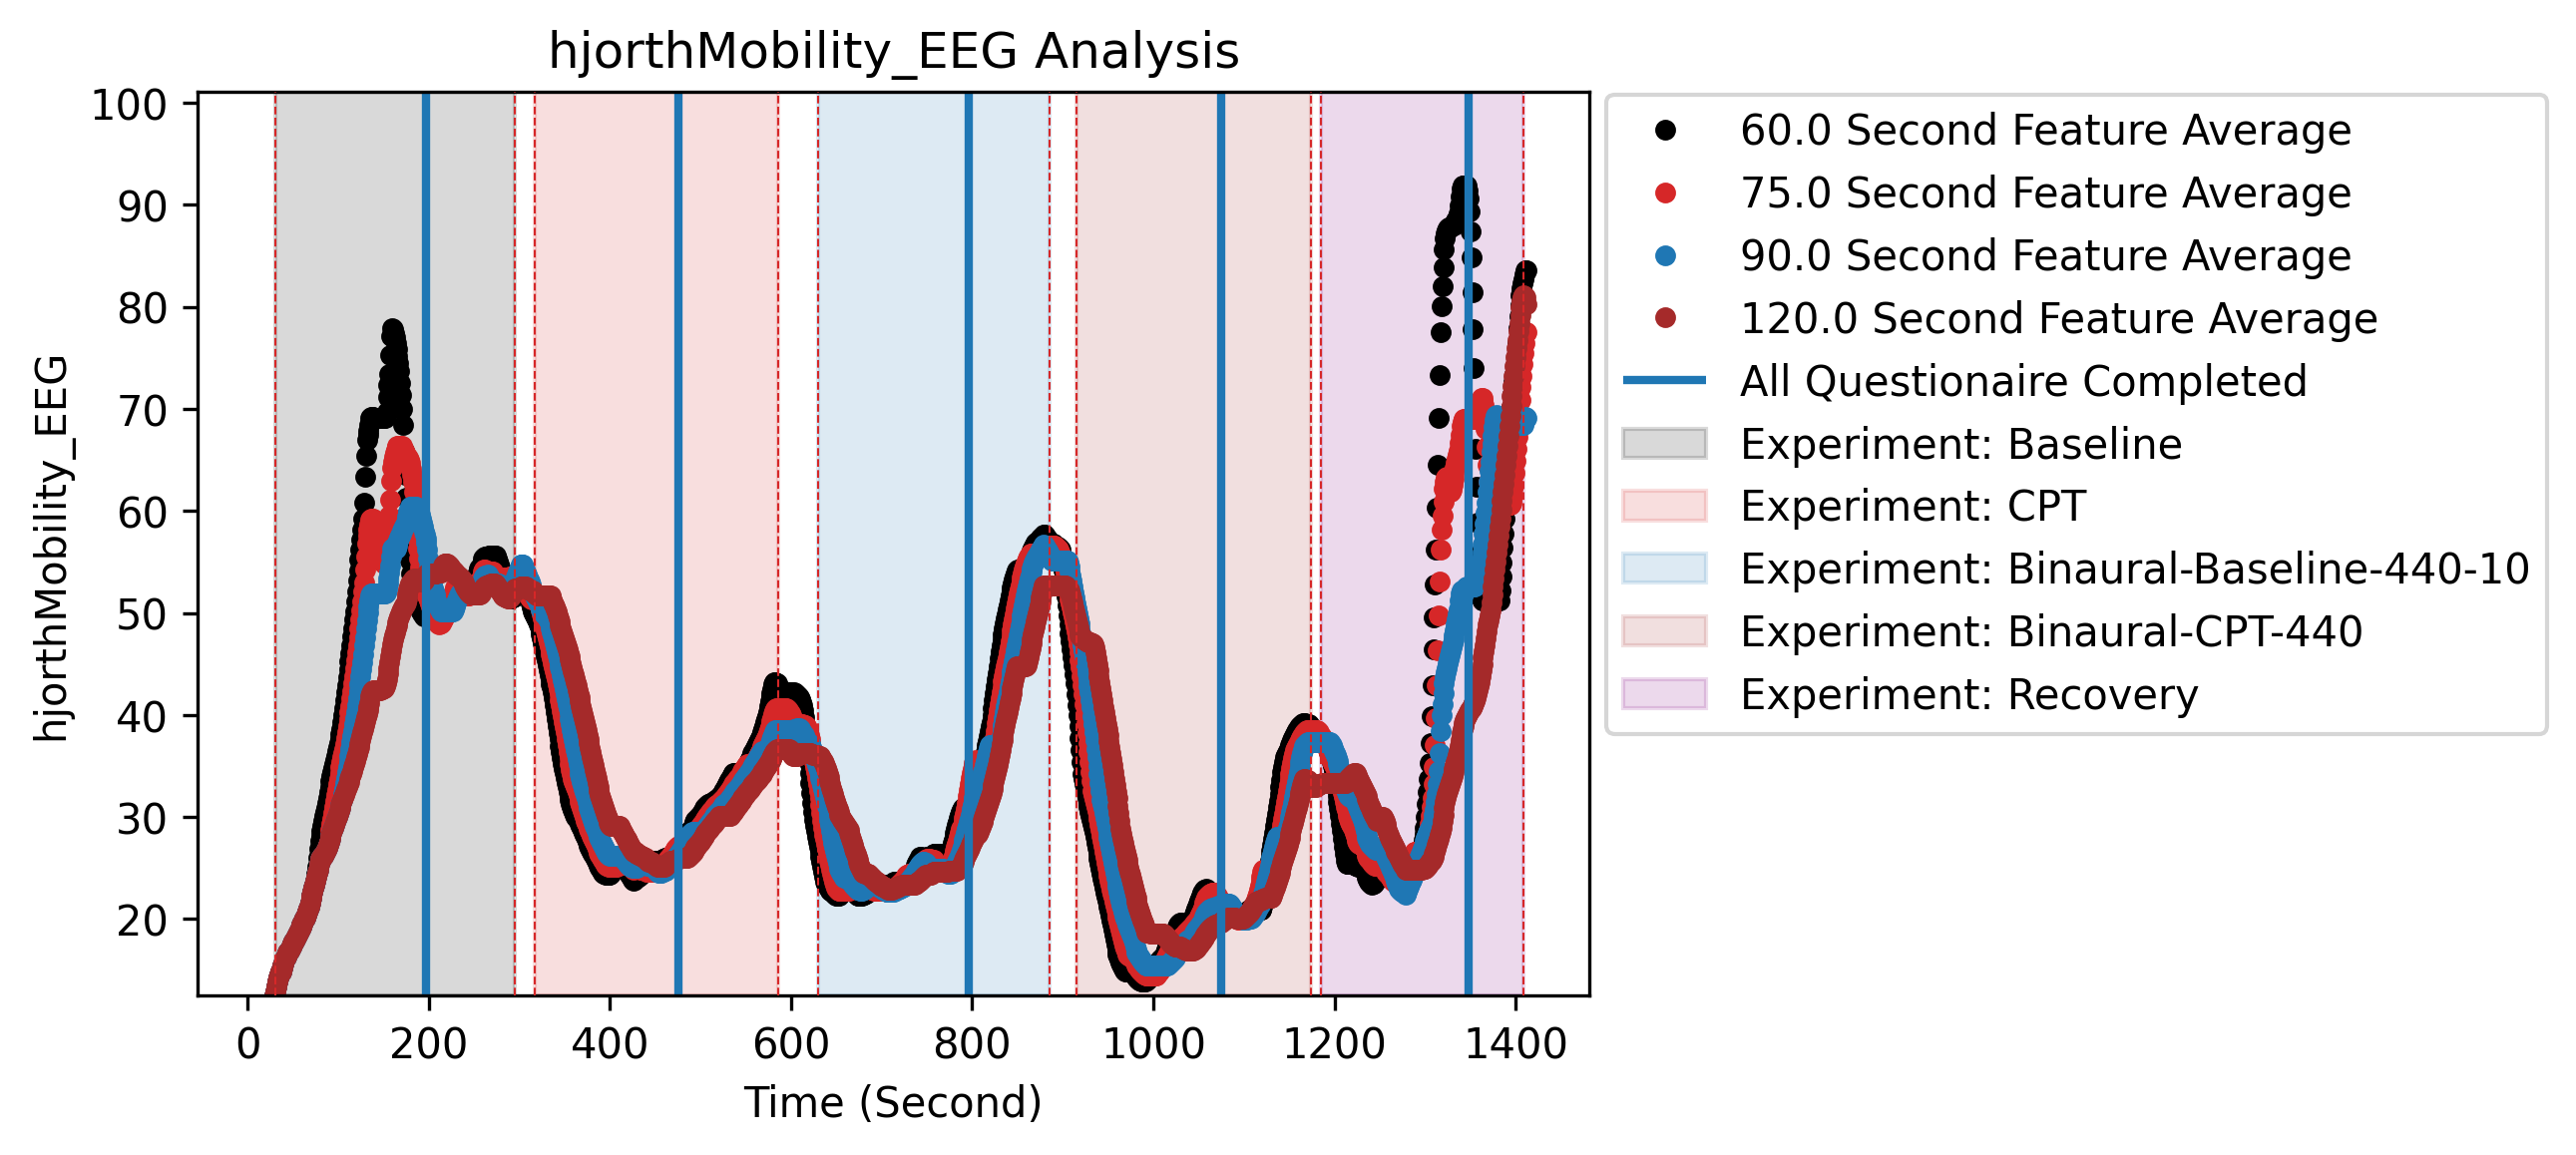 hjorthMobility_EEG Analysis
100
90
80
70
60
50
40
30
20
hjorthMobility_EEG
0 200 400 600 800 1000 1200 1400
Time (Second)
60.0 Second Feature Average
75.0 Second Feature Average
90.0 Second Feature Average
120.0 Second Feature Average
All Questionaire Completed
Experiment: Baseline
Experiment: CPT
Experiment: Binaural-Baseline-440-10
Experiment: Binaural-CPT-440
Experiment: Recovery